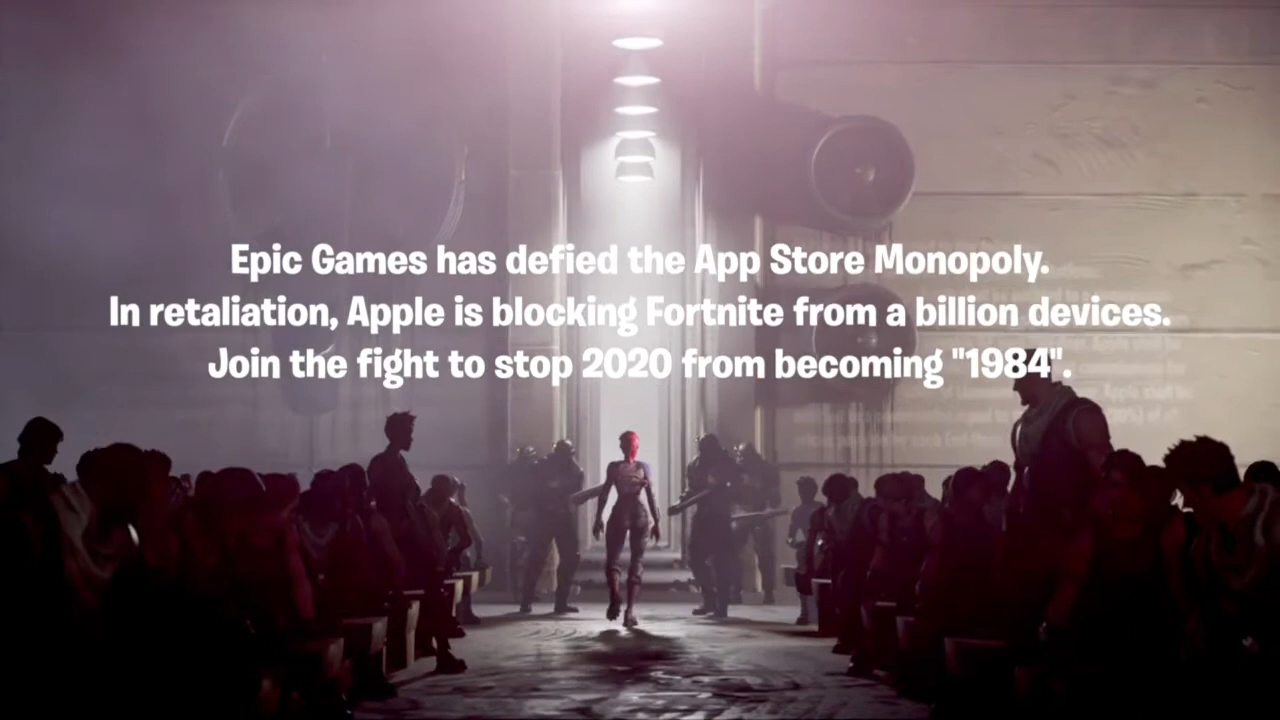 Epic Games has defied the App Store Monopoly.
In retaliation, Apple is blocking Fortnite from a billion devices.
Join the fight to stop 2020 from becoming "1984".